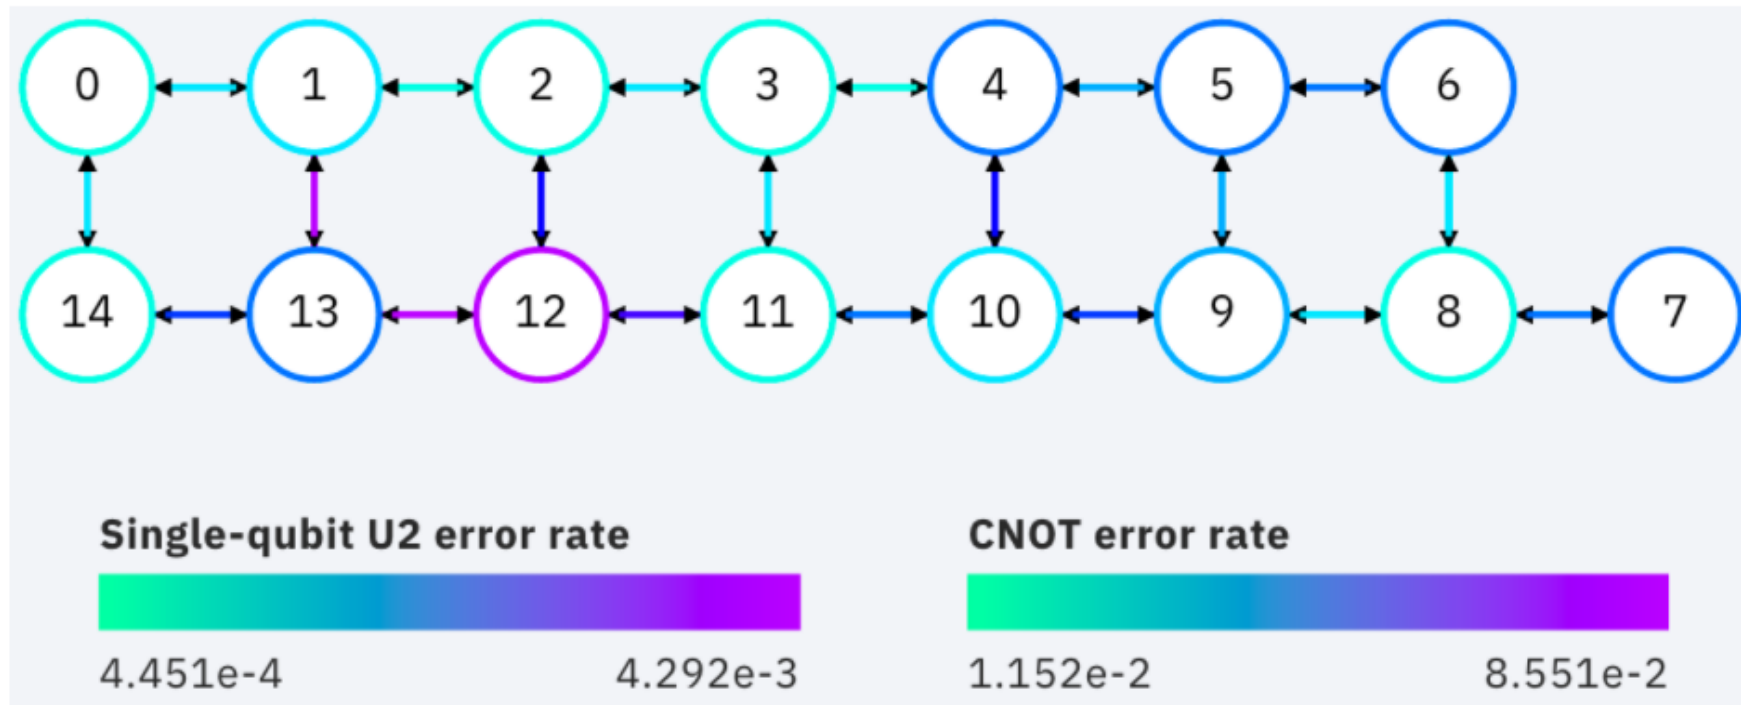 0 1 2 3 4 5 6
14 13 12 11 10 9 8 7
Single-qubit U2 error rate
4.451e-4 4.292e-3
CNOT error rate
1.152e-2 8.551e-2